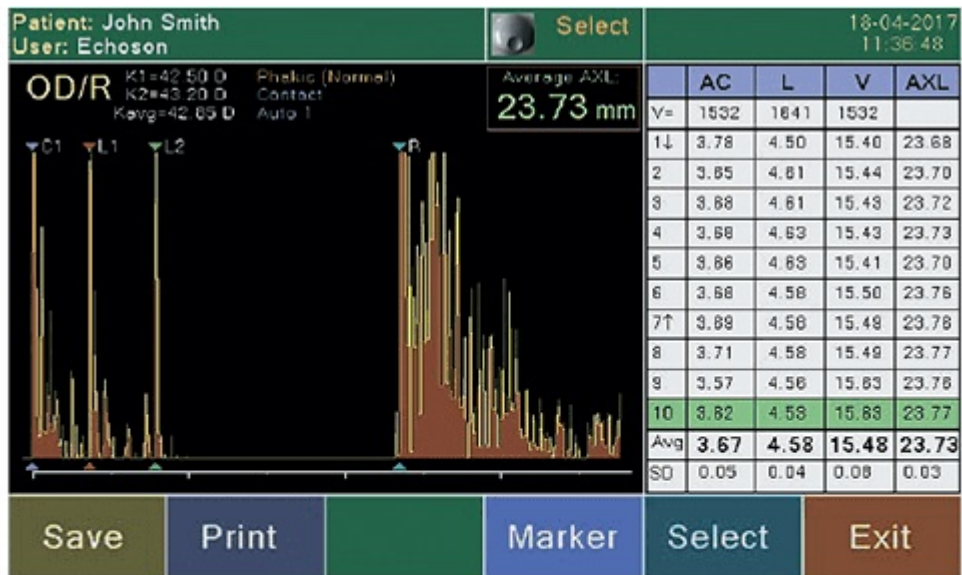 Patient: John Smith
User: Echoson
Select
18-04-2017
11:36:48
OD/R
K1=42.50 D
K2=43.20 D
Kavg=42.85 D
Phakic (Normal)
Contact
Auto 1
Average AXL:
23.73 mm
C1 L1 L2 R
AC L V AXL
V= 1532 1641 1532
1↓ 3.78 4.50 15.40 23.68
2 3.65 4.61 15.44 23.70
3 3.68 4.61 15.43 23.72
4 3.68 4.63 15.43 23.73
5 3.66 4.63 15.41 23.70
6 3.68 4.58 15.50 23.76
7↑ 3.69 4.58 15.49 23.76
8 3.71 4.58 15.49 23.77
9 3.57 4.56 15.63 23.76
10 3.62 4.53 15.63 23.77
Avg 3.67 4.58 15.48 23.73
SD 0.05 0.04 0.08 0.03
Save Print Marker Select Exit